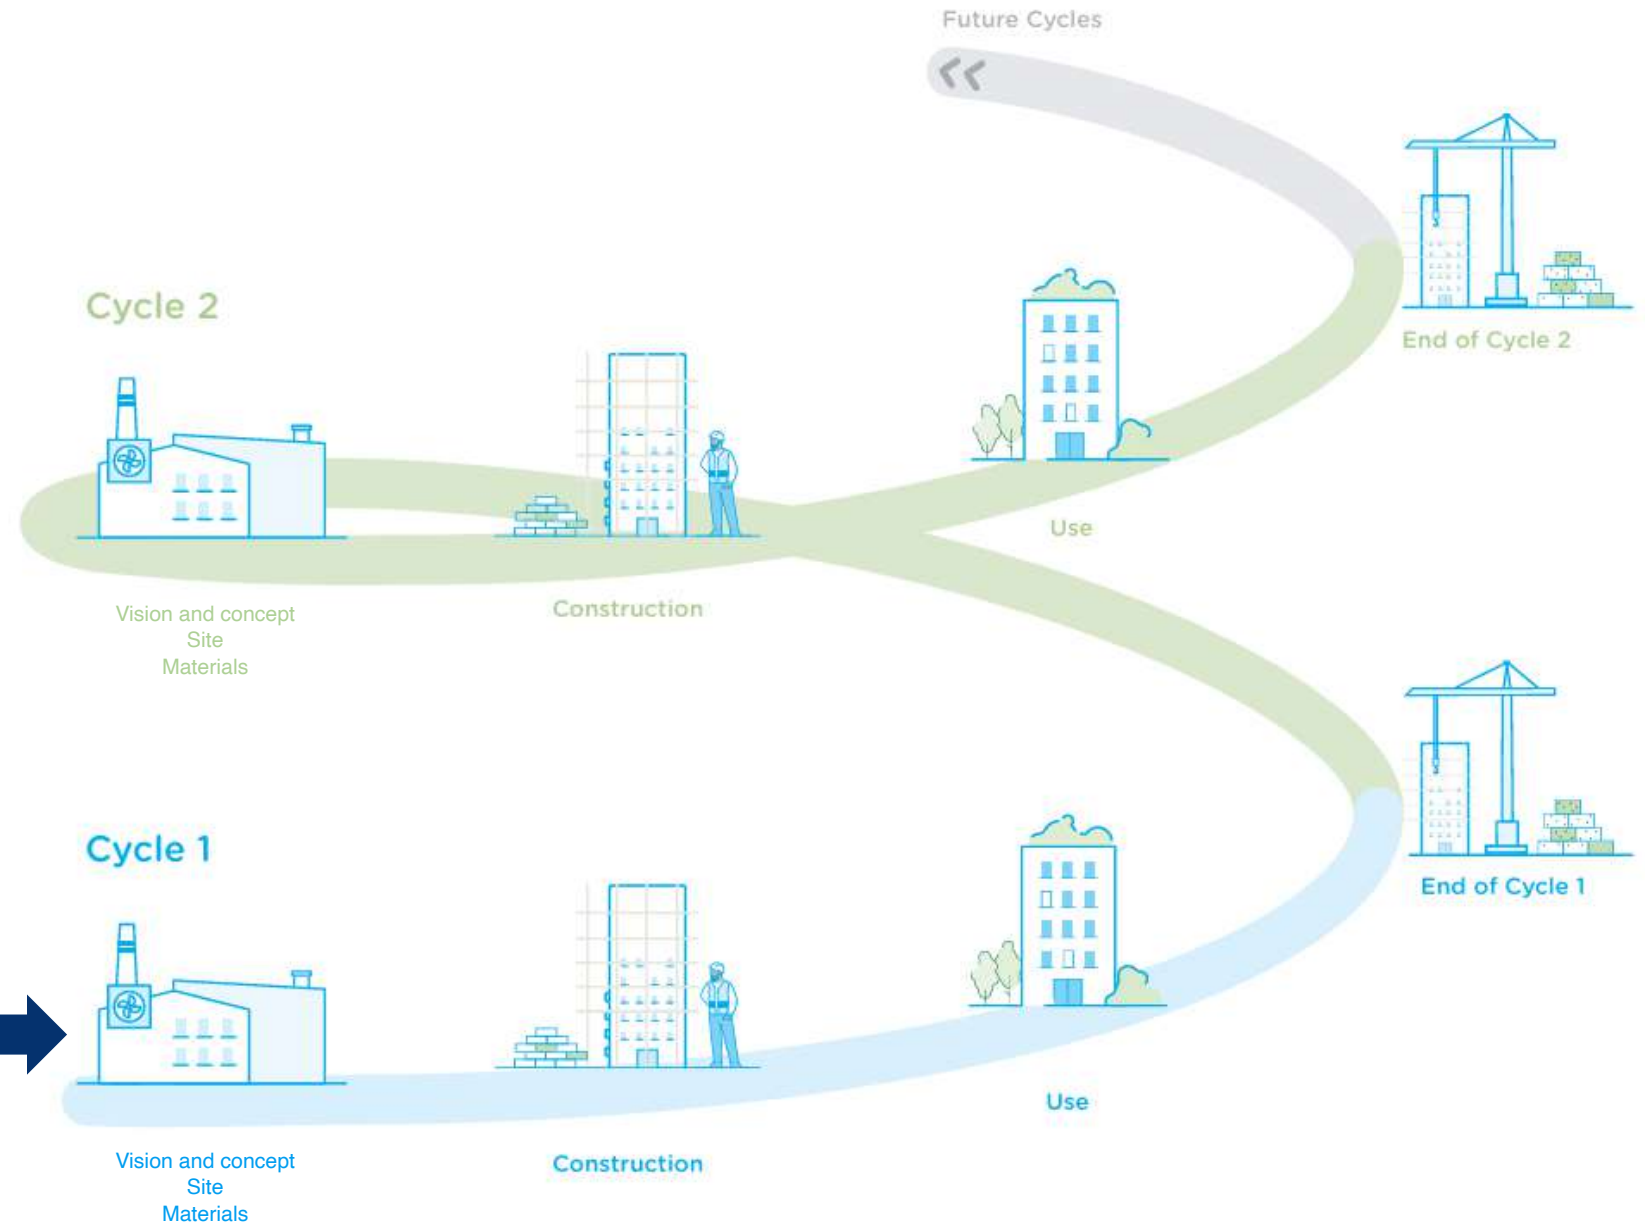 Future Cycles
Cycle 2
End of Cycle 2
Use
Vision and concept
Site
Materials
Construction
Cycle 1
End of Cycle 1
Use
Vision and concept
Site
Materials
Construction